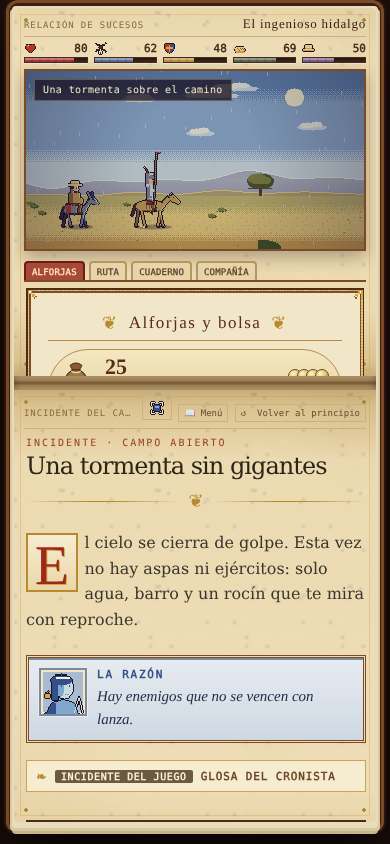 RELACIÓN DE SUCESOS
El ingenioso hidalgo
80 62 48 69 50
Una tormenta sobre el camino
ALFORJAS RUTA CUADERNO COMPAÑÍA
Alforjas y bolsa
25
INCIDENTE DEL CA… Menú Volver al principio
INCIDENTE · CAMPO ABIERTO
Una tormenta sin gigantes
El cielo se cierra de golpe. Esta vez
no hay aspas ni ejércitos: solo
agua, barro y un rocín que te mira
con reproche.
LA RAZÓN
Hay enemigos que no se vencen con
lanza.
INCIDENTE DEL JUEGO GLOSA DEL CRONISTA